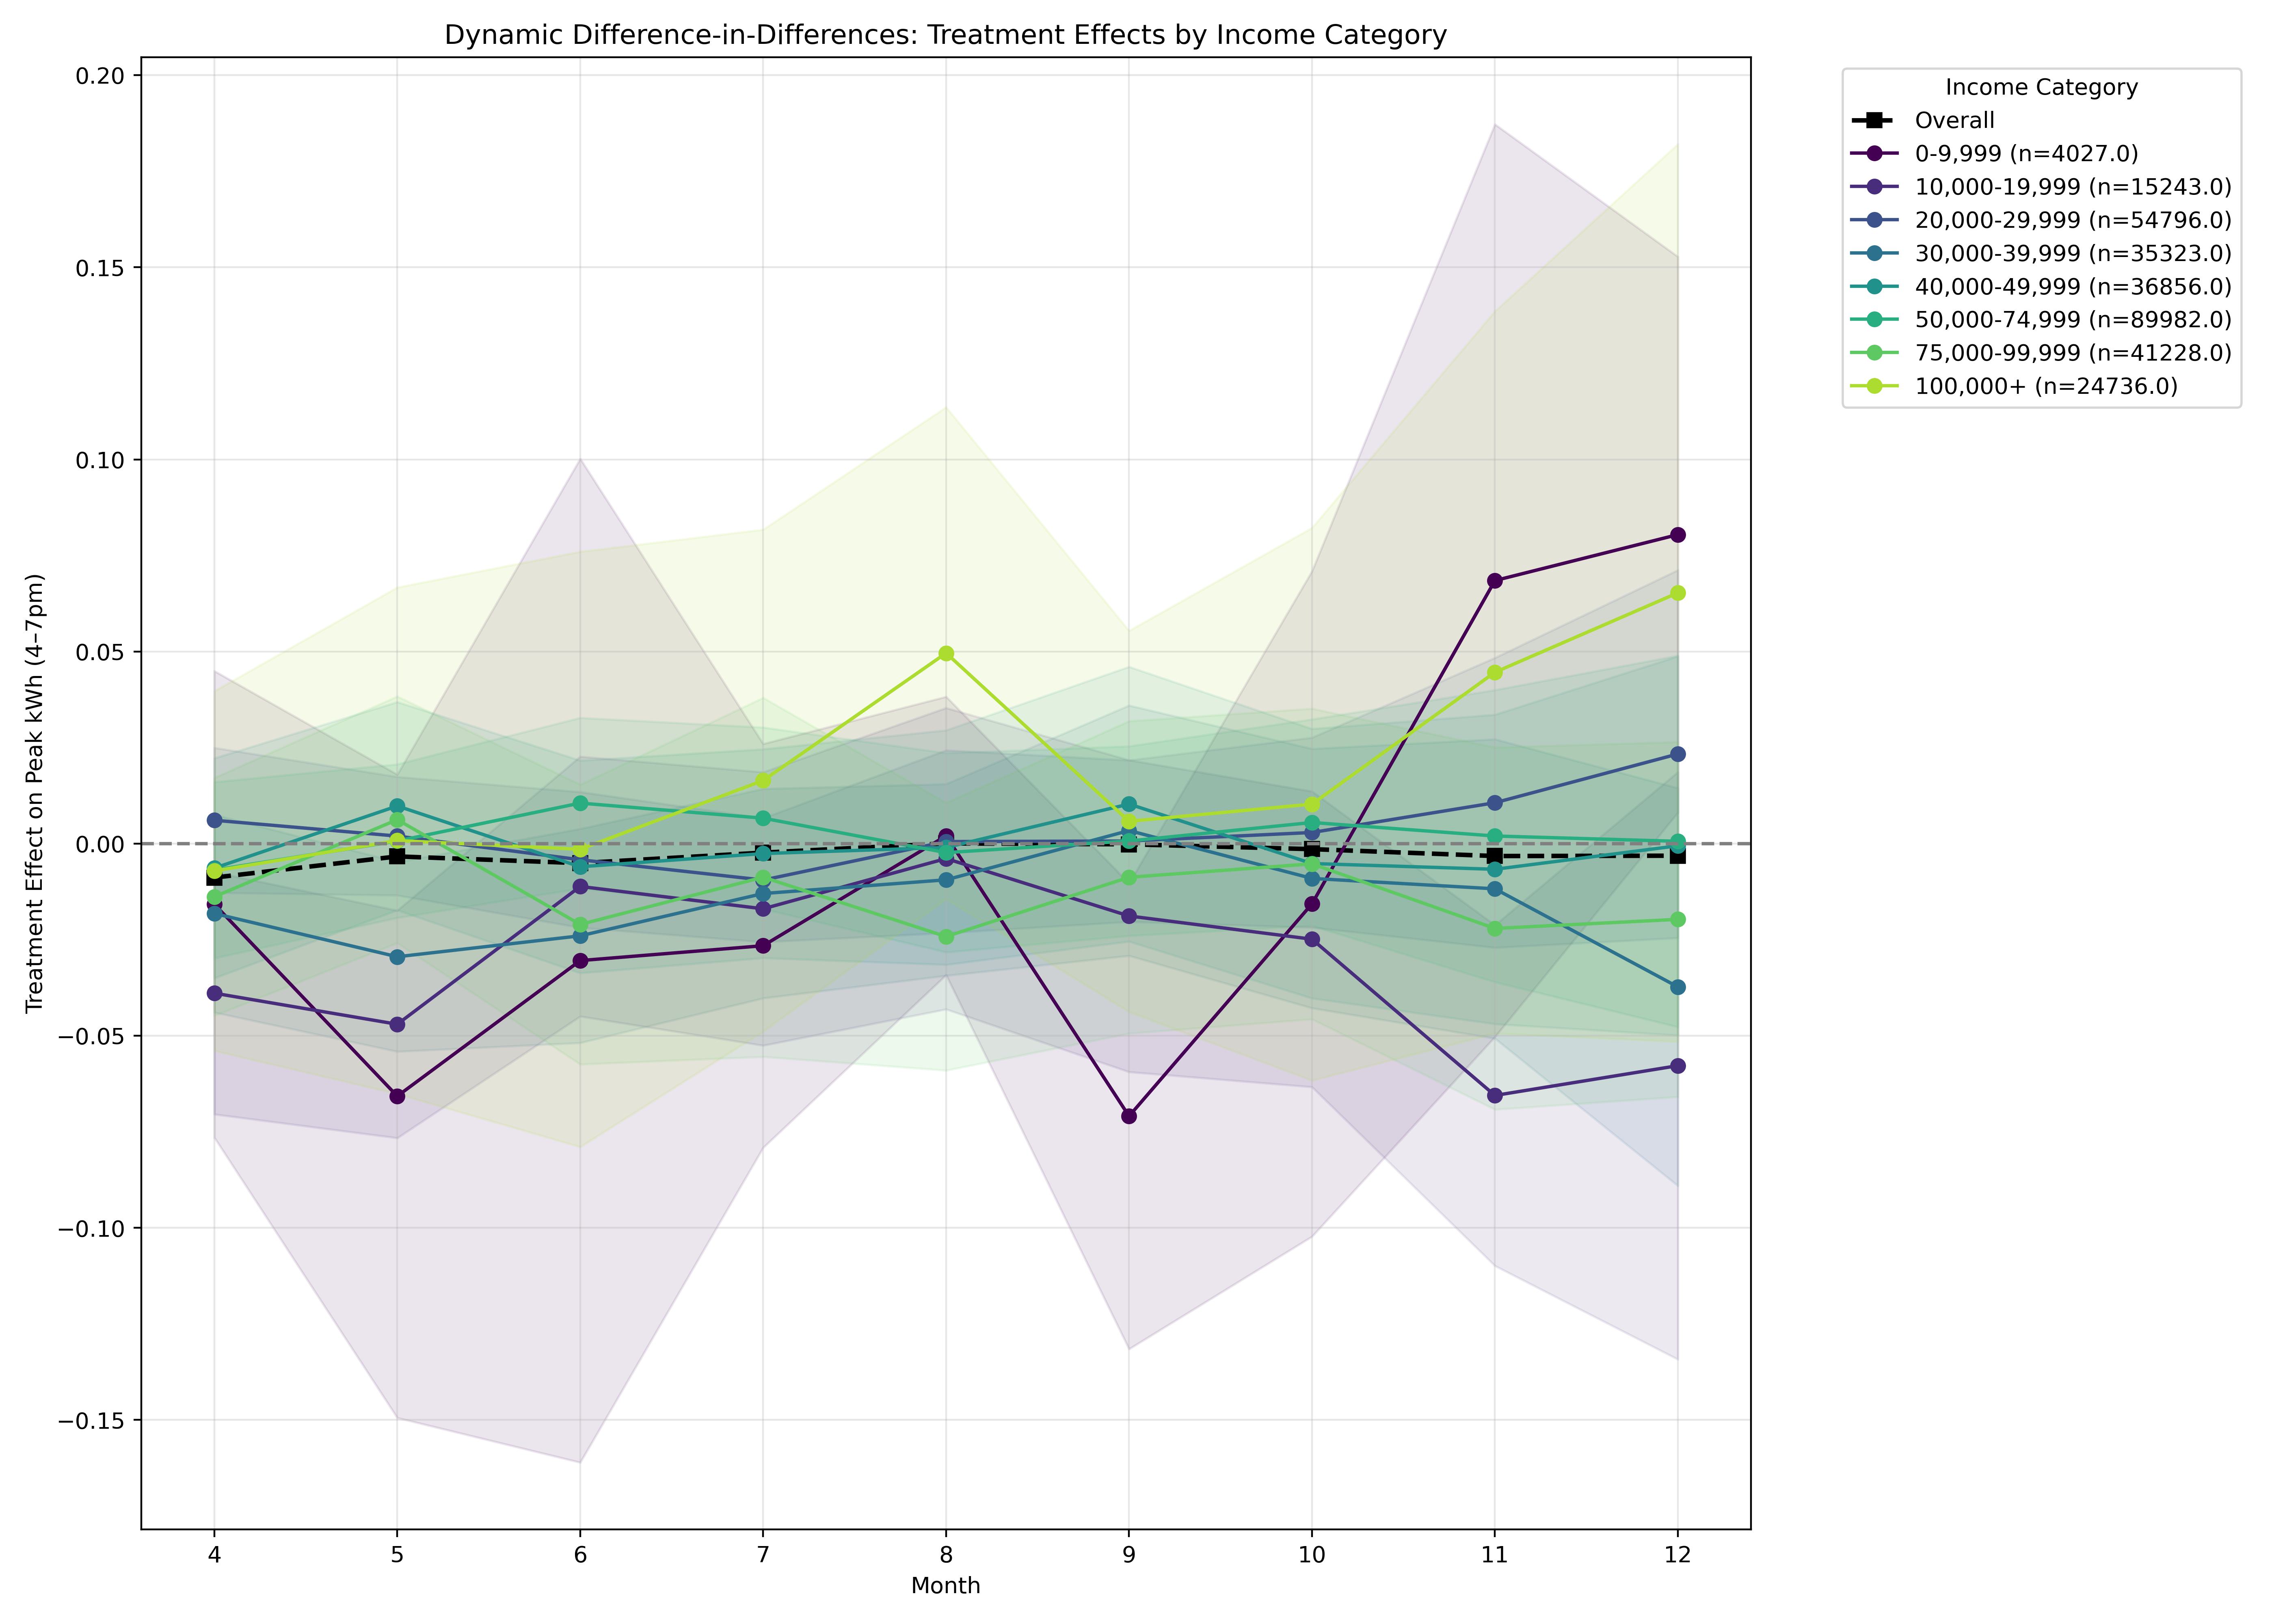 Dynamic Difference-in-Differences: Treatment Effects by Income Category
Treatment Effect on Peak kWh (4–7pm)
0.20
0.15
0.10
0.05
0.00
−0.05
−0.10
−0.15
4
5
6
7
8
9
10
11
12
Month
Income Category
Overall
0-9,999 (n=4027.0)
10,000-19,999 (n=15243.0)
20,000-29,999 (n=54796.0)
30,000-39,999 (n=35323.0)
40,000-49,999 (n=36856.0)
50,000-74,999 (n=89982.0)
75,000-99,999 (n=41228.0)
100,000+ (n=24736.0)